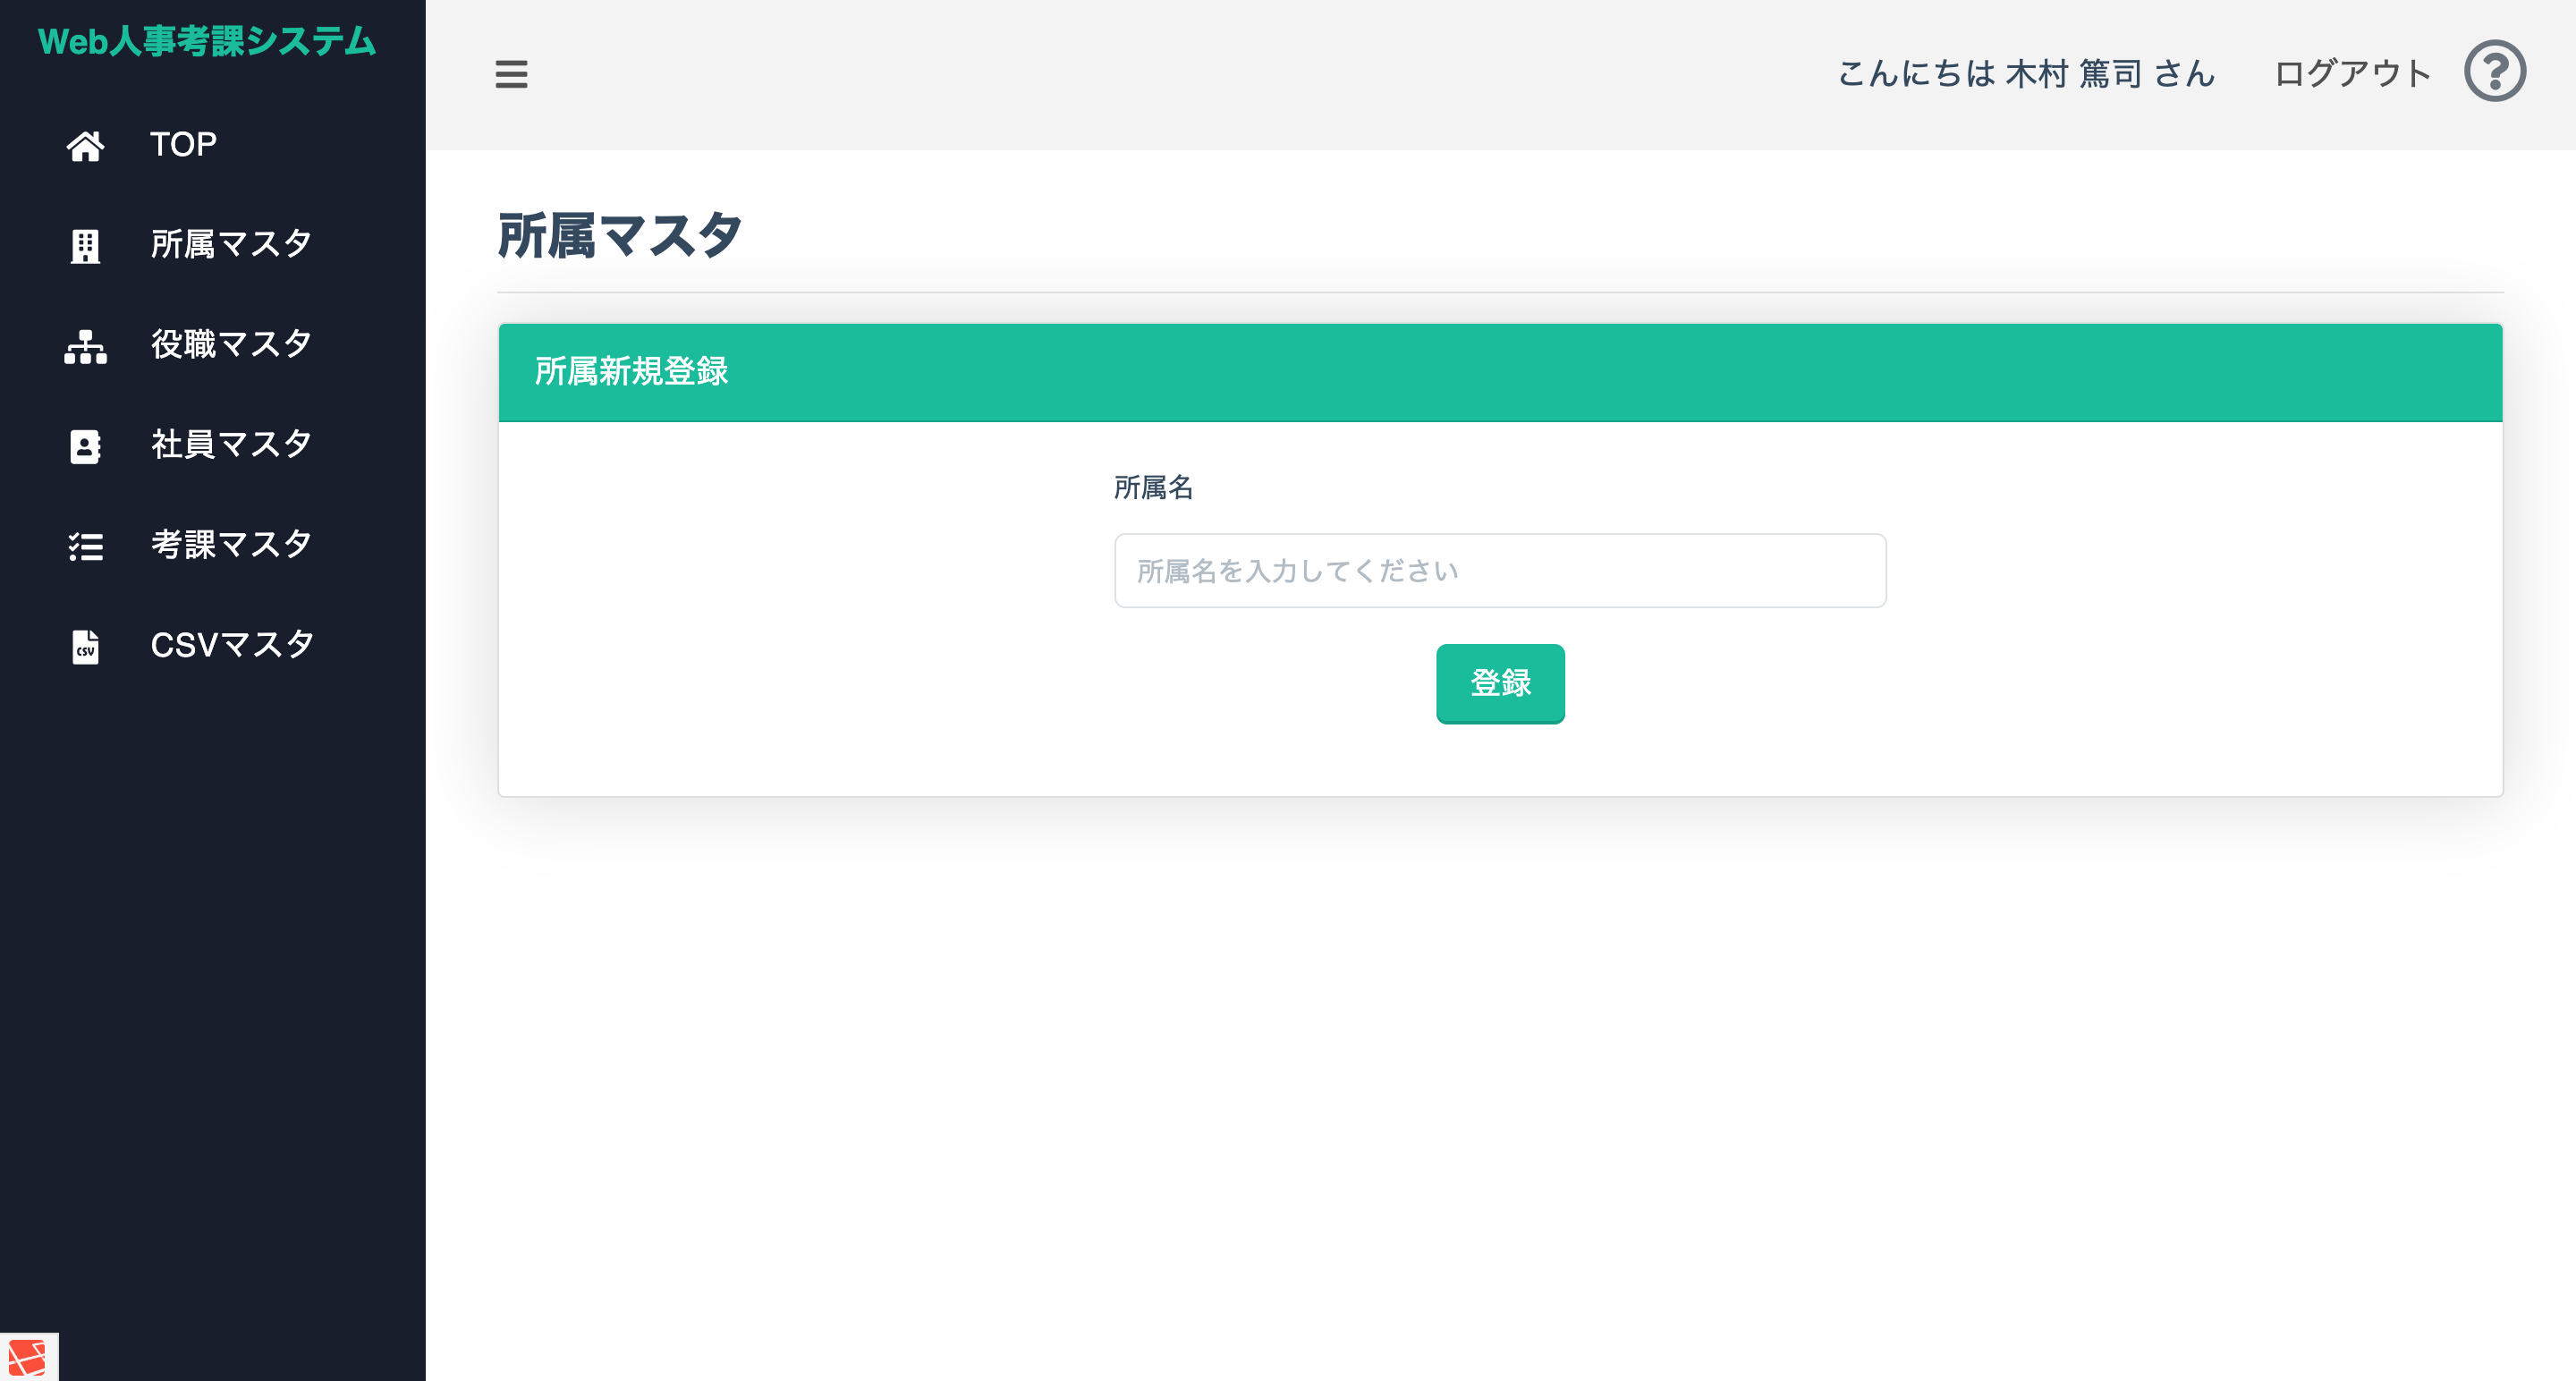 Web人事考課システム
TOP
所属マスタ
役職マスタ
社員マスタ
考課マスタ
CSVマスタ
こんにちは 木村 篤司 さん
ログアウト
所属マスタ
所属新規登録
所属名
所属名を入力してください
登録